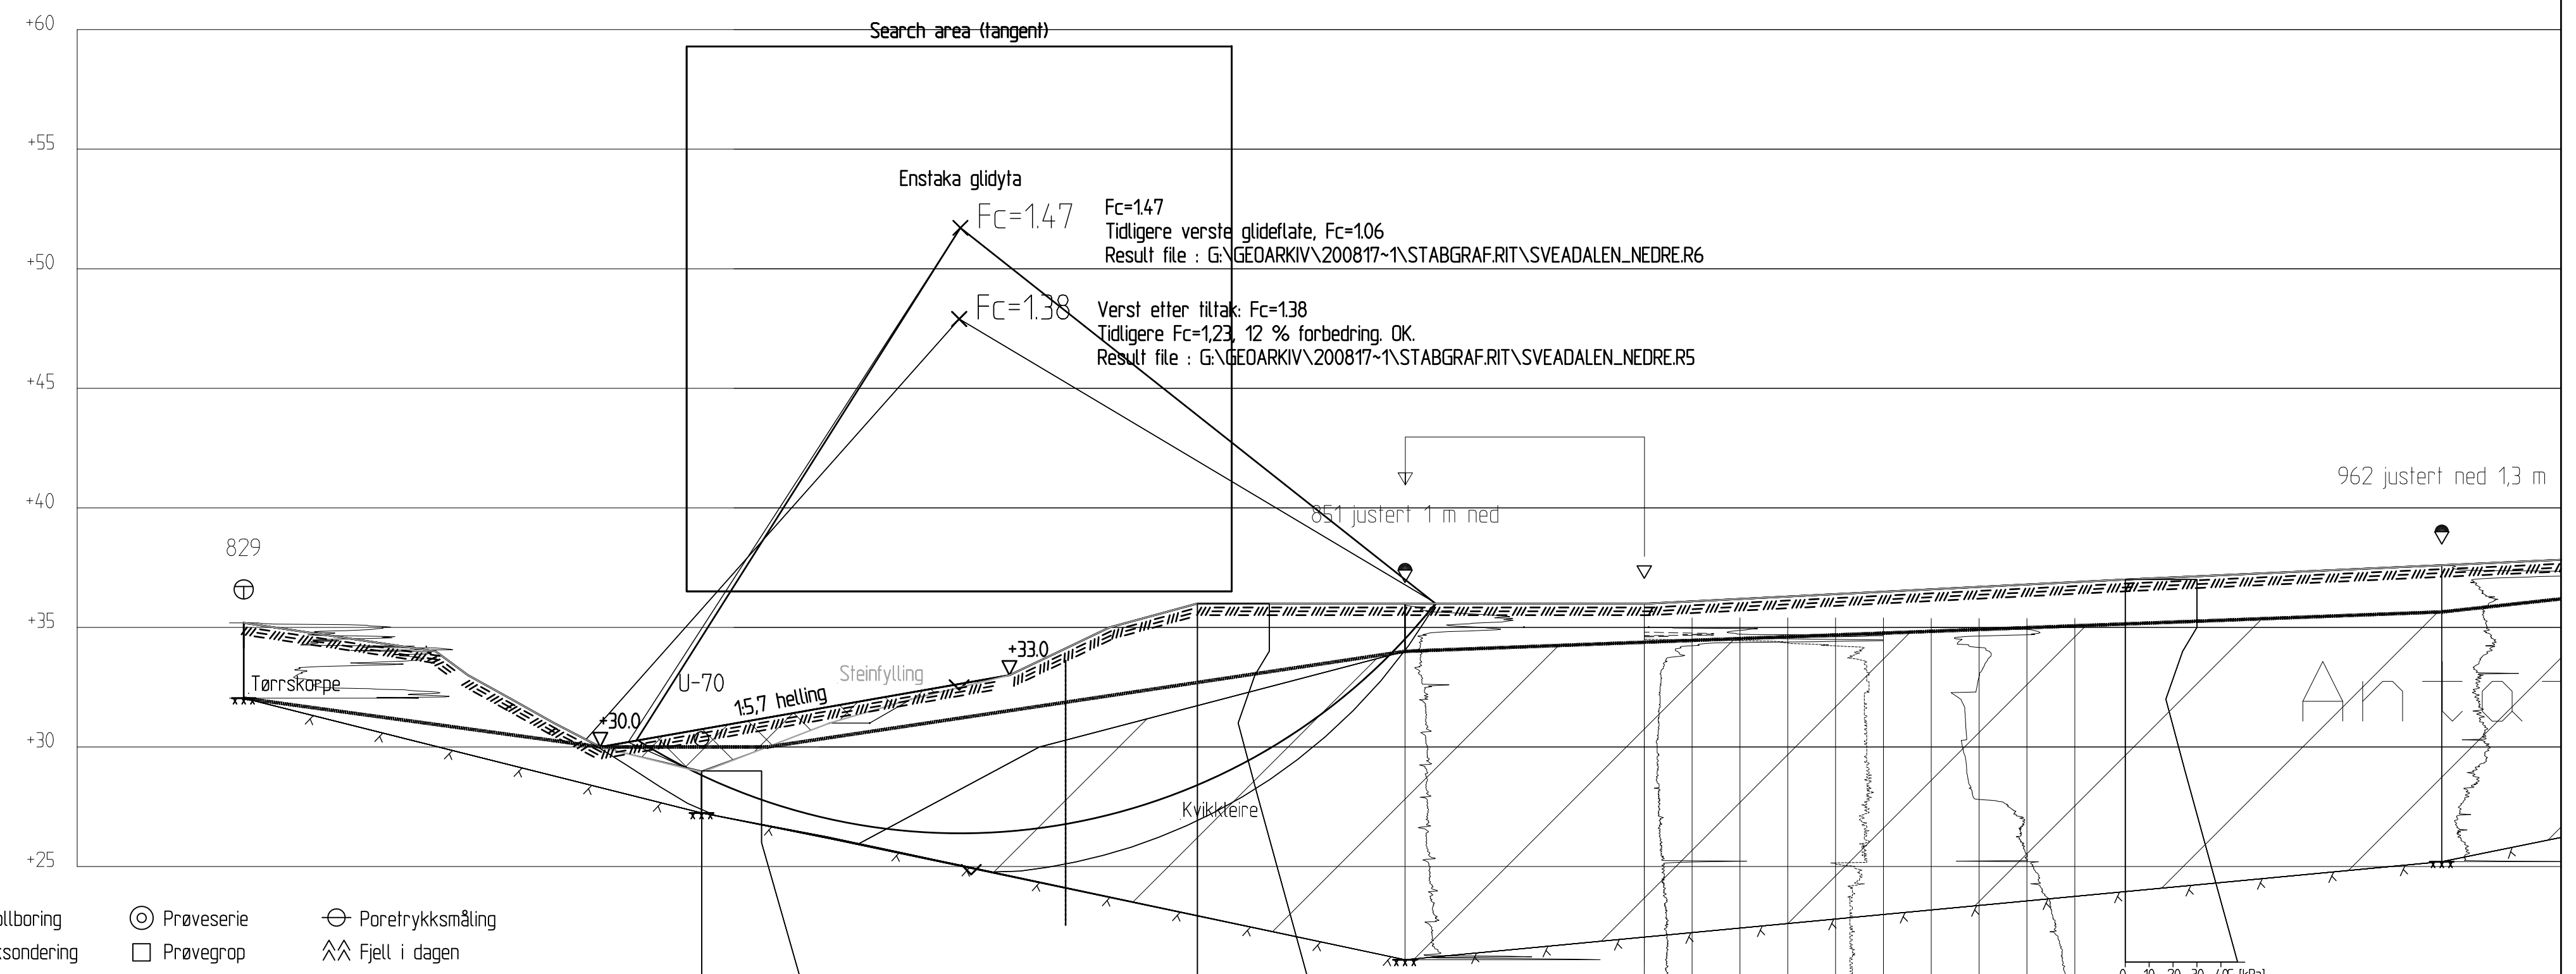 +60
Search area (tangent)
+55
Enstaka glidyta
Fc=1.47
Fc=1.47
Tidligere verste glideflate, Fc=1.06
Result file : G:\GEOARKIV\200817~1\STABGRAF.RIT\SVEADALEN_NEDRE.R6
+50
Fc=1.38
Verst etter tiltak: Fc=1.38
Tidligere Fc=1,23, 12 % forbedring. OK.
Result file : G:\GEOARKIV\200817~1\STABGRAF.RIT\SVEADALEN_NEDRE.R5
+45
+40
962 justert ned 1,3 m
851 justert 1 m ned
829
+35
+33.0
Steinfylling
Tørrskorpe
U-70
1:5,7 helling
+30.0
+30
Kvikkleire
+25
Prøveserie
Poretrykksmåling
Prøvegrop
Fjell i dagen